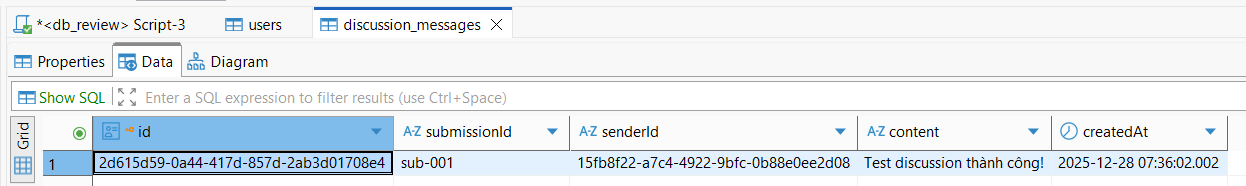 *<db_review> Script-3 users discussion_messages
Properties Data Diagram
Show SQL Enter a SQL expression to filter results (use Ctrl+Space)
Grid
id A-Z submissionId A-Z senderId A-Z content createdAt
1 2d615d59-0a44-417d-857d-2ab3d01708e4 sub-001 15fb8f22-a7c4-4922-9bfc-0b88e0ee2d08 Test discussion thành công! 2025-12-28 07:36:02.002